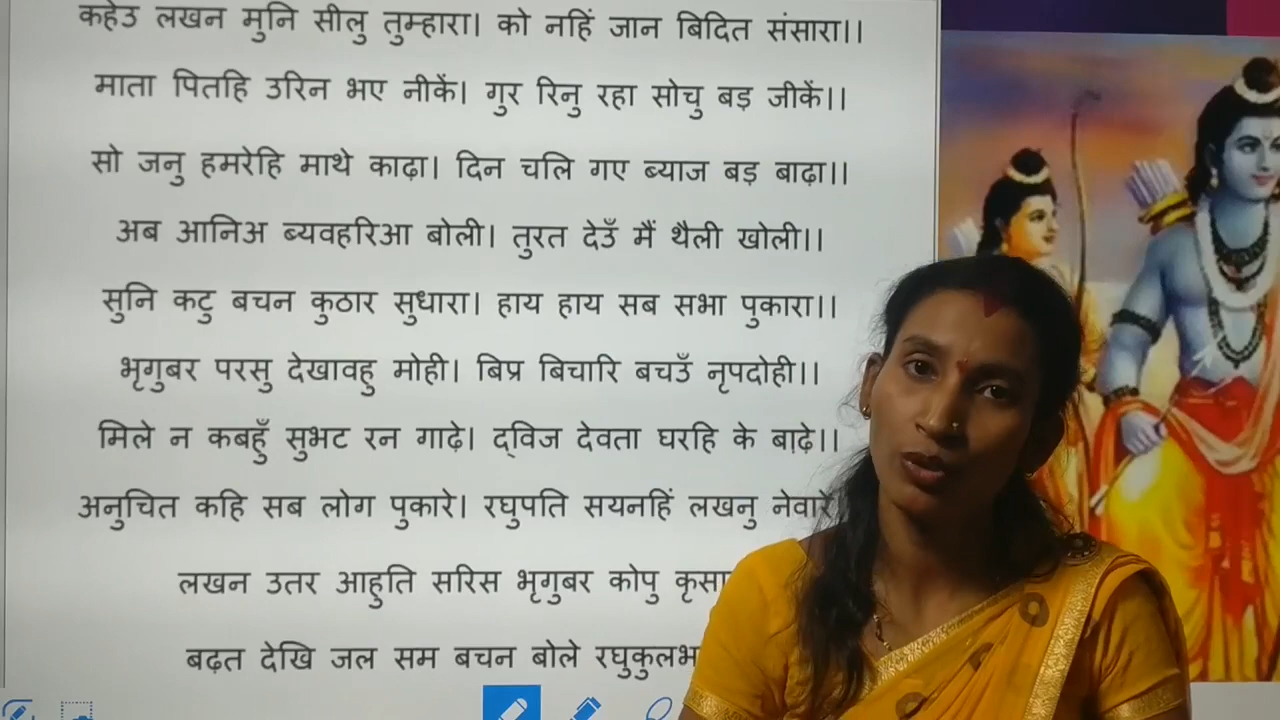 कहेउ लखन मुनि सीलु तुम्हारा। को नहिं जान बिदित संसारा।।
माता पितहि उरिन भए नीकें। गुर रिनु रहा सोचु बड़ जीकें।।
सो जनु हमरेहि माथे काढ़ा। दिन चलि गए ब्याज बड़ बाढ़ा।।
अब आनिअ ब्यवहरिआ बोली। तुरत देउँ मैं थैली खोली।।
सुनि कटु बचन कुठार सुधारा। हाय हाय सब सभा पुकारा।।
भृगुबर परसु देखावहु मोही। बिप्र बिचारि बचउँ नृपदोही।।
मिले न कबहुँ सुभट रन गाढ़े। द्‌विज देवता घरहि के बाढ़े।।
अनुचित कहि सब लोग पुकारे। रघुपति सयनहिं लखनु नेवारे
लखन उतर आहुति सरिस भृगुबर कोपु
बढ़त देखि जल सम बचन बोले